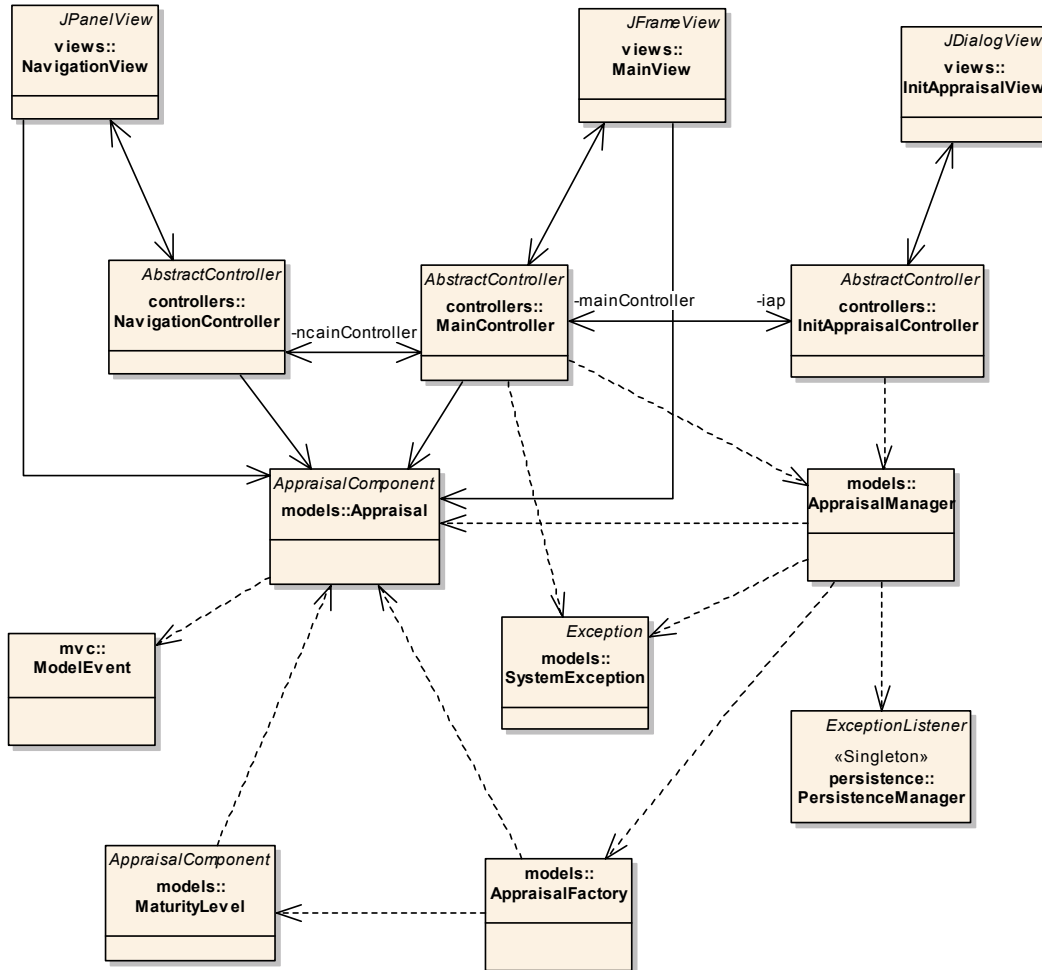 JPanelView
views::
NavigationView
JFrameView
views::
MainView
JDialogView
views::
InitAppraisalView
AbstractController
controllers::
NavigationController
AbstractController
controllers::
MainController
AbstractController
controllers::
InitAppraisalController
-ncainController
-mainController
-iap
AppraisalComponent
models::Appraisal
models::
AppraisalManager
mvc::
ModelEvent
Exception
models::
SystemException
ExceptionListener
«Singleton»
persistence::
PersistenceManager
AppraisalComponent
models::
MaturityLevel
models::
AppraisalFactory